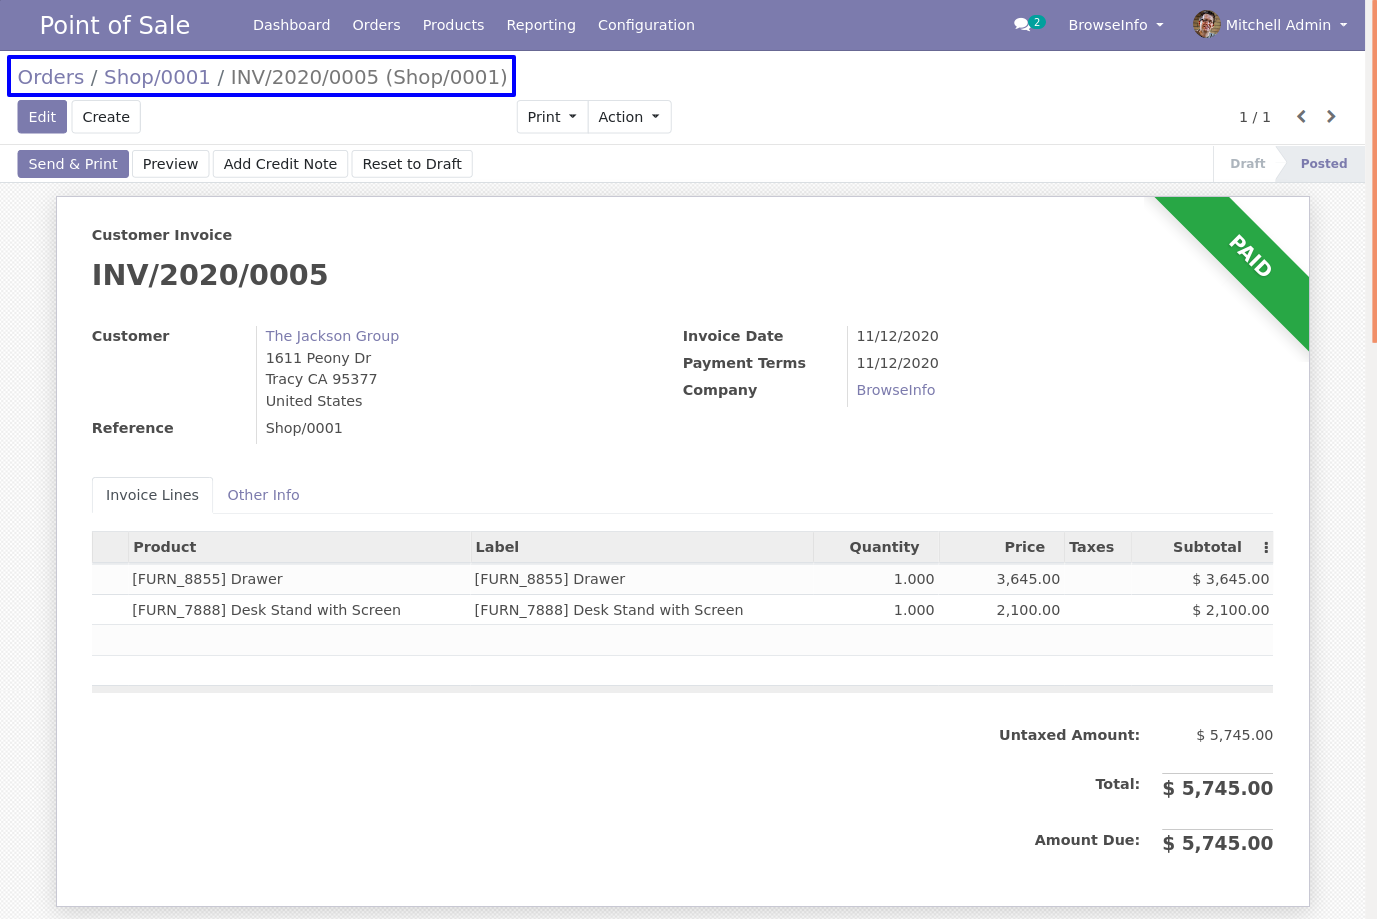 Point of Sale Dashboard Orders Products Reporting Configuration 2 BrowseInfo Mitchell Admin
Orders / Shop/0001 / INV/2020/0005 (Shop/0001)
Edit Create Print Action 1 / 1
Send & Print Preview Add Credit Note Reset to Draft Draft Posted
PAID
Customer Invoice
INV/2020/0005
Customer The Jackson Group Invoice Date 11/12/2020
1611 Peony Dr Payment Terms 11/12/2020
Tracy CA 95377
Company BrowseInfo
United States
Reference Shop/0001
Invoice Lines Other Info
Product Label Quantity Price Taxes Subtotal
[FURN_8855] Drawer [FURN_8855] Drawer 1.000 3,645.00 $ 3,645.00
[FURN_7888] Desk Stand with Screen [FURN_7888] Desk Stand with Screen 1.000 2,100.00 $ 2,100.00
Untaxed Amount: $ 5,745.00
Total: $ 5,745.00
Amount Due: $ 5,745.00